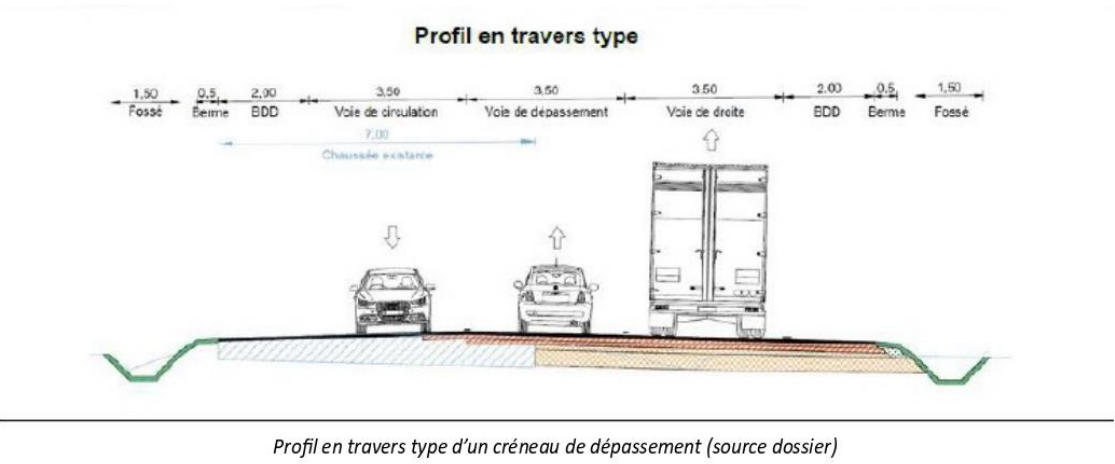 Profil en travers type
1,50 0,5 2,00 3,50 3,50 3.50 2.00 0,5 1,50
Fossé Berme BDD Voie de circulation Voie de dépassement Voie de droite BDD Berme Fossé
7,00
Chaussée existante
Profil en travers type d’un créneau de dépassement (source dossier)